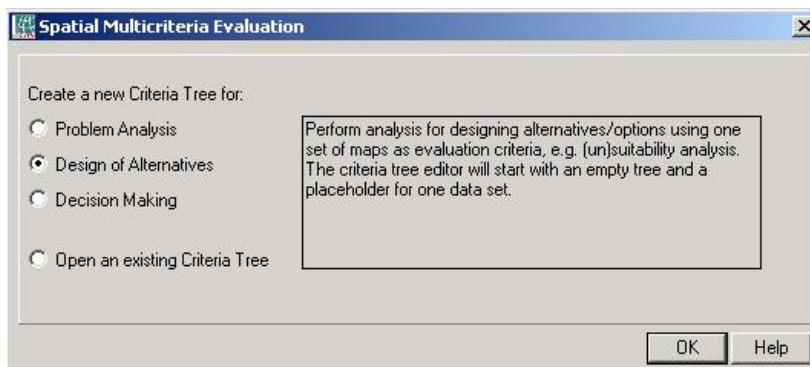 Spatial Multicriteria Evaluation
Create a new Criteria Tree for:
Problem Analysis
Design of Alternatives
Decision Making
Open an existing Criteria Tree
Perform analysis for designing alternatives/options using one
set of maps as evaluation criteria, e.g. (un)suitability analysis.
The criteria tree editor will start with an empty tree and a
placeholder for one data set.
OK
Help